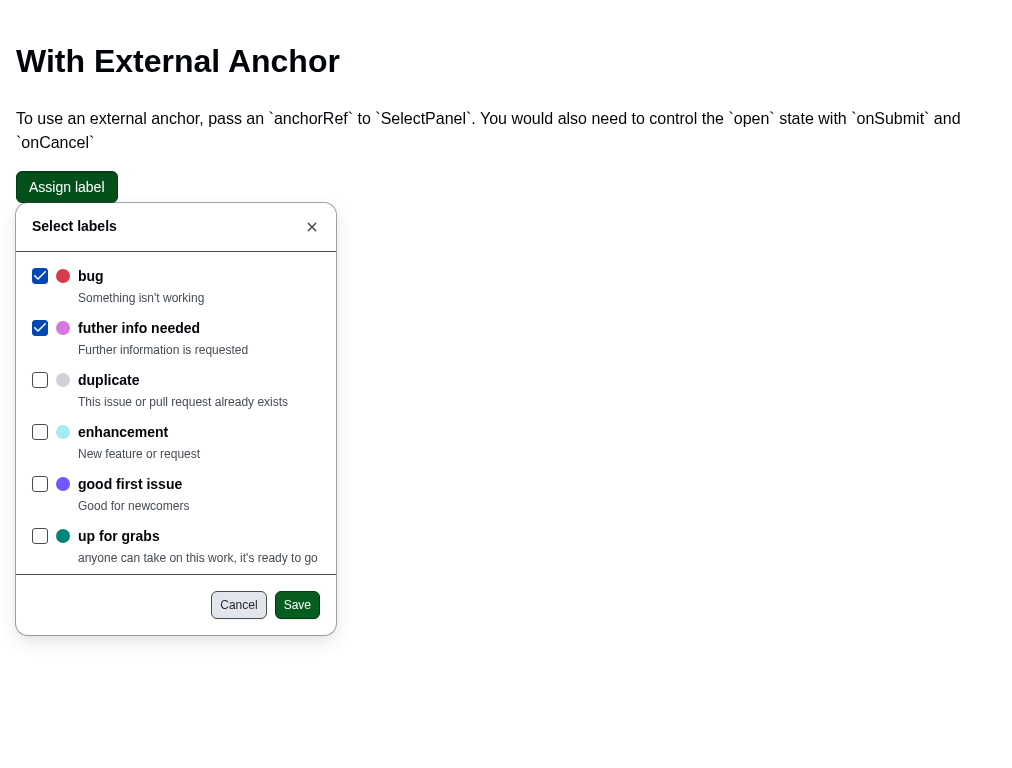 With External Anchor
To use an external anchor, pass an `anchorRef` to `SelectPanel`. You would also need to control the `open` state with `onSubmit` and
`onCancel`
Assign label
Select labels
bug
Something isn't working
futher info needed
Further information is requested
duplicate
This issue or pull request already exists
enhancement
New feature or request
good first issue
Good for newcomers
up for grabs
anyone can take on this work, it's ready to go
Cancel Save